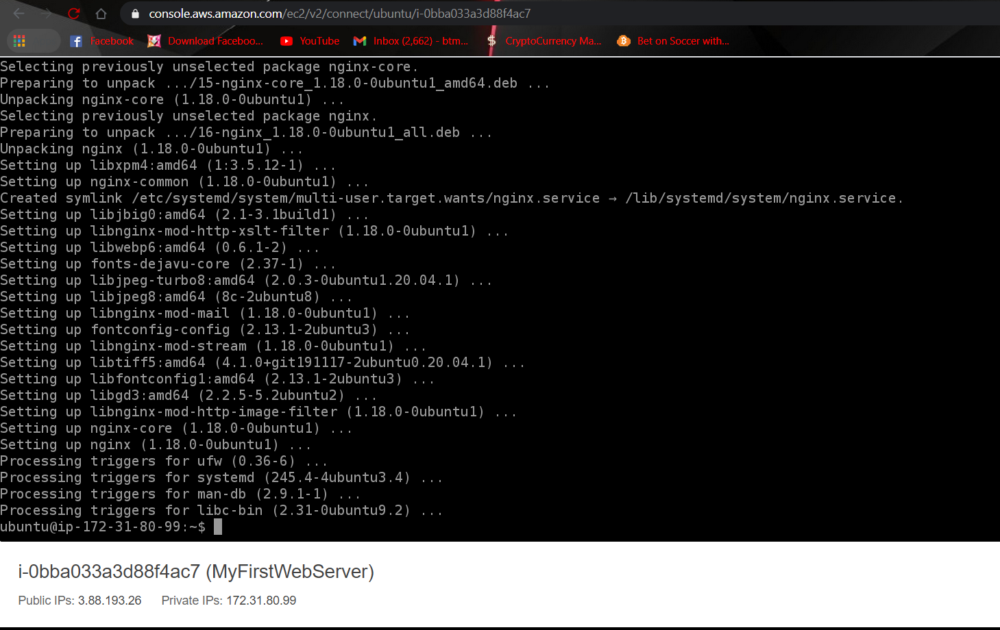 console.aws.amazon.com/ec2/v2/connect/ubuntu/i-0bba033a3d88f4ac7
Facebook Download Faceboo... YouTube Inbox (2,662) - btm... CryptoCurrency Ma... Bet on Soccer with...
Selecting previously unselected package nginx-core.
Preparing to unpack .../15-nginx-core_1.18.0-0ubuntu1_amd64.deb ...
Unpacking nginx-core (1.18.0-0ubuntu1) ...
Selecting previously unselected package nginx.
Preparing to unpack .../16-nginx_1.18.0-0ubuntu1_all.deb ...
Unpacking nginx (1.18.0-0ubuntu1) ...
Setting up libxpm4:amd64 (1:3.5.12-1) ...
Setting up nginx-common (1.18.0-0ubuntu1) ...
Created symlink /etc/systemd/system/multi-user.target.wants/nginx.service → /lib/systemd/system/nginx.service.
Setting up libjbig0:amd64 (2.1-3.1build1) ...
Setting up libnginx-mod-http-xslt-filter (1.18.0-0ubuntu1) ...
Setting up libwebp6:amd64 (0.6.1-2) ...
Setting up fonts-dejavu-core (2.37-1) ...
Setting up libjpeg-turbo8:amd64 (2.0.3-0ubuntu1.20.04.1) ...
Setting up libjpeg8:amd64 (8c-2ubuntu8) ...
Setting up libnginx-mod-mail (1.18.0-0ubuntu1) ...
Setting up fontconfig-config (2.13.1-2ubuntu3) ...
Setting up libnginx-mod-stream (1.18.0-0ubuntu1) ...
Setting up libtiff5:amd64 (4.1.0+git191117-2ubuntu0.20.04.1) ...
Setting up libfontconfig1:amd64 (2.13.1-2ubuntu3) ...
Setting up libgd3:amd64 (2.2.5-5.2ubuntu2) ...
Setting up libnginx-mod-http-image-filter (1.18.0-0ubuntu1) ...
Setting up nginx-core (1.18.0-0ubuntu1) ...
Setting up nginx (1.18.0-0ubuntu1) ...
Processing triggers for ufw (0.36-6) ...
Processing triggers for systemd (245.4-4ubuntu3.4) ...
Processing triggers for man-db (2.9.1-1) ...
Processing triggers for libc-bin (2.31-0ubuntu9.2) ...
ubuntu@ip-172-31-80-99:~$
i-0bba033a3d88f4ac7 (MyFirstWebServer)
Public IPs: 3.88.193.26 Private IPs: 172.31.80.99